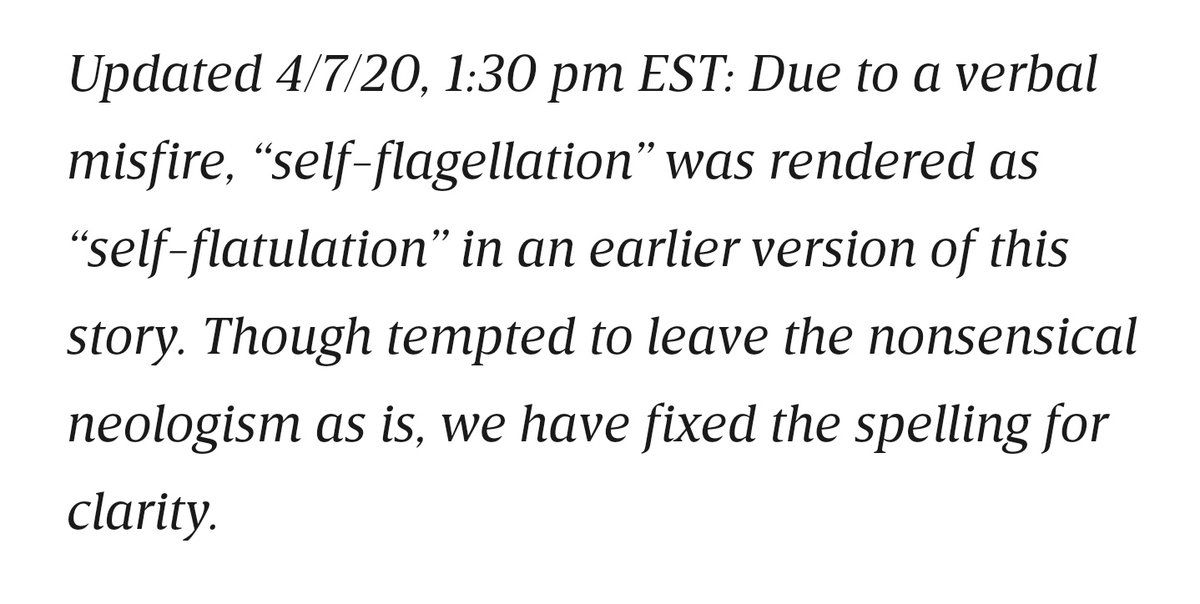 Updated 4/7/20, 1:30 pm EST: Due to a verbal
misfire, “self-flagellation” was rendered as
“self-flatulation” in an earlier version of this
story. Though tempted to leave the nonsensical
neologism as is, we have fixed the spelling for
clarity.